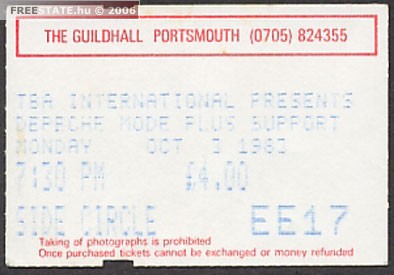 FREESTATE.hu © 2006
THE GUILDHALL PORTSMOUTH (0705) 824355
TBA INTERNATIONAL PRESENTS
DEPECHE MODE PLUS SUPPORT
MONDAY OCT 3 1983
7:30 PM £4.00
SIDE CIRCLE EE17
Taking of photographs is prohibited
Once purchased tickets cannot be exchanged or money refunded